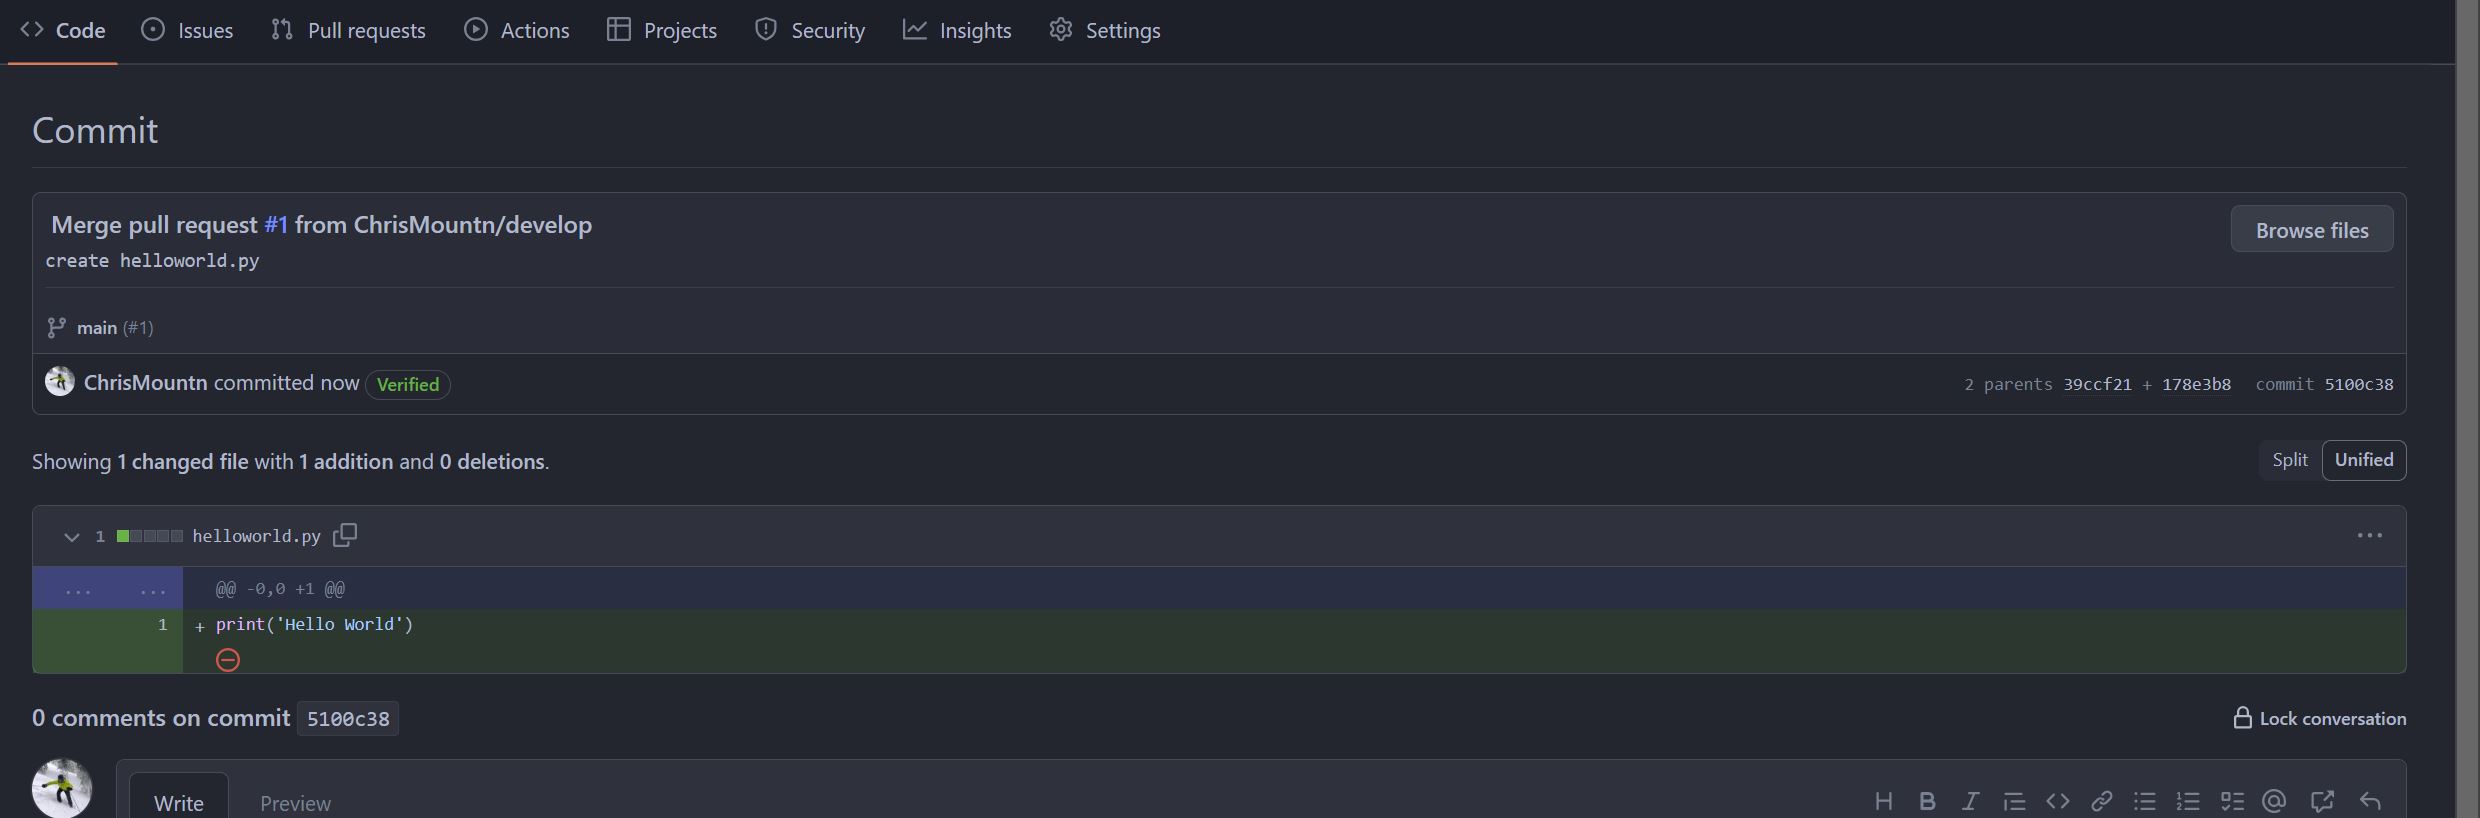 Code Issues Pull requests Actions Projects Security Insights Settings
Commit
Merge pull request #1 from ChrisMountn/develop
Browse files
create helloworld.py
main (#1)
ChrisMountn committed now Verified
2 parents 39ccf21 + 178e3b8 commit 5100c38
Showing 1 changed file with 1 addition and 0 deletions.
Split Unified
1 helloworld.py
... ... @@ -0,0 +1 @@
1 + print('Hello World')
0 comments on commit 5100c38
Lock conversation
Write Preview